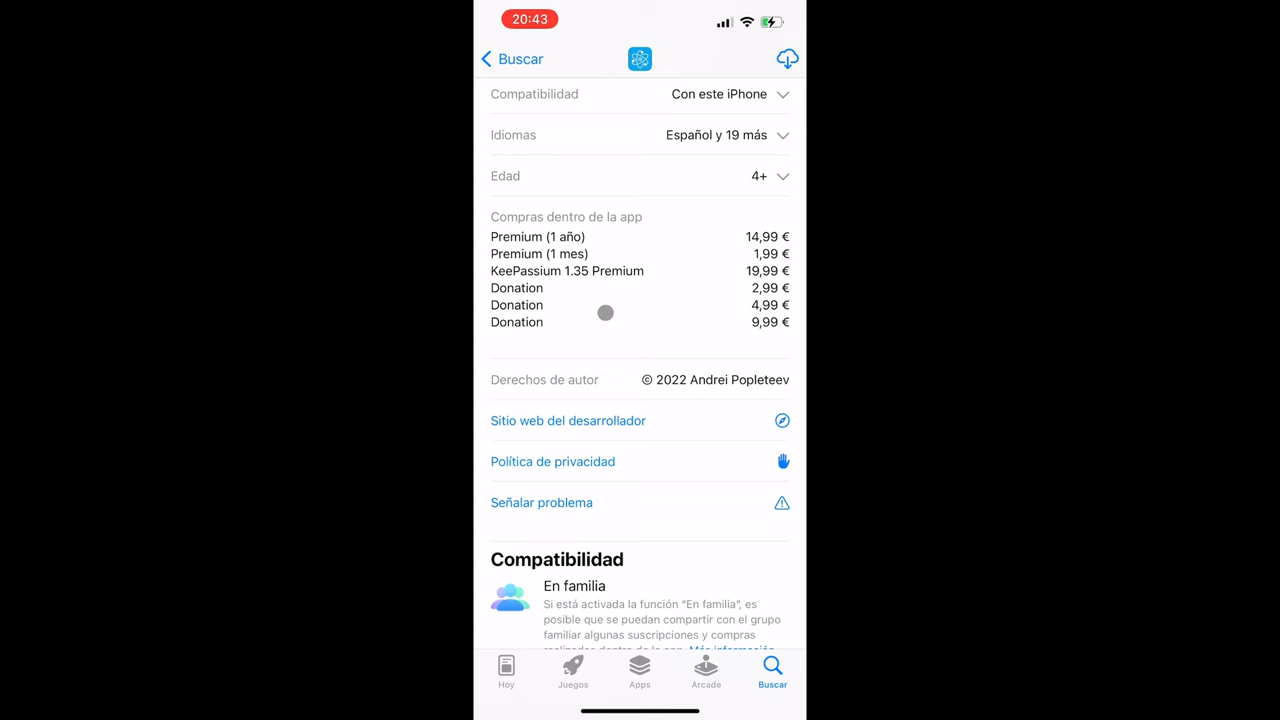 20:43
Buscar
Compatibilidad Con este iPhone
Idiomas Español y 19 más
Edad 4+
Compras dentro de la app
Premium (1 año) 14,99 €
Premium (1 mes) 1,99 €
KeePassium 1.35 Premium 19,99 €
Donation 2,99 €
Donation 4,99 €
Donation 9,99 €
Derechos de autor © 2022 Andrei Popleteev
Sitio web del desarrollador
Política de privacidad
Señalar problema
Compatibilidad
En familia
Si está activada la función "En familia", es
posible que se puedan compartir con el grupo
familiar algunas suscripciones y compras
realizadas dentro de la app. Más información
Hoy Juegos Apps Arcade Buscar